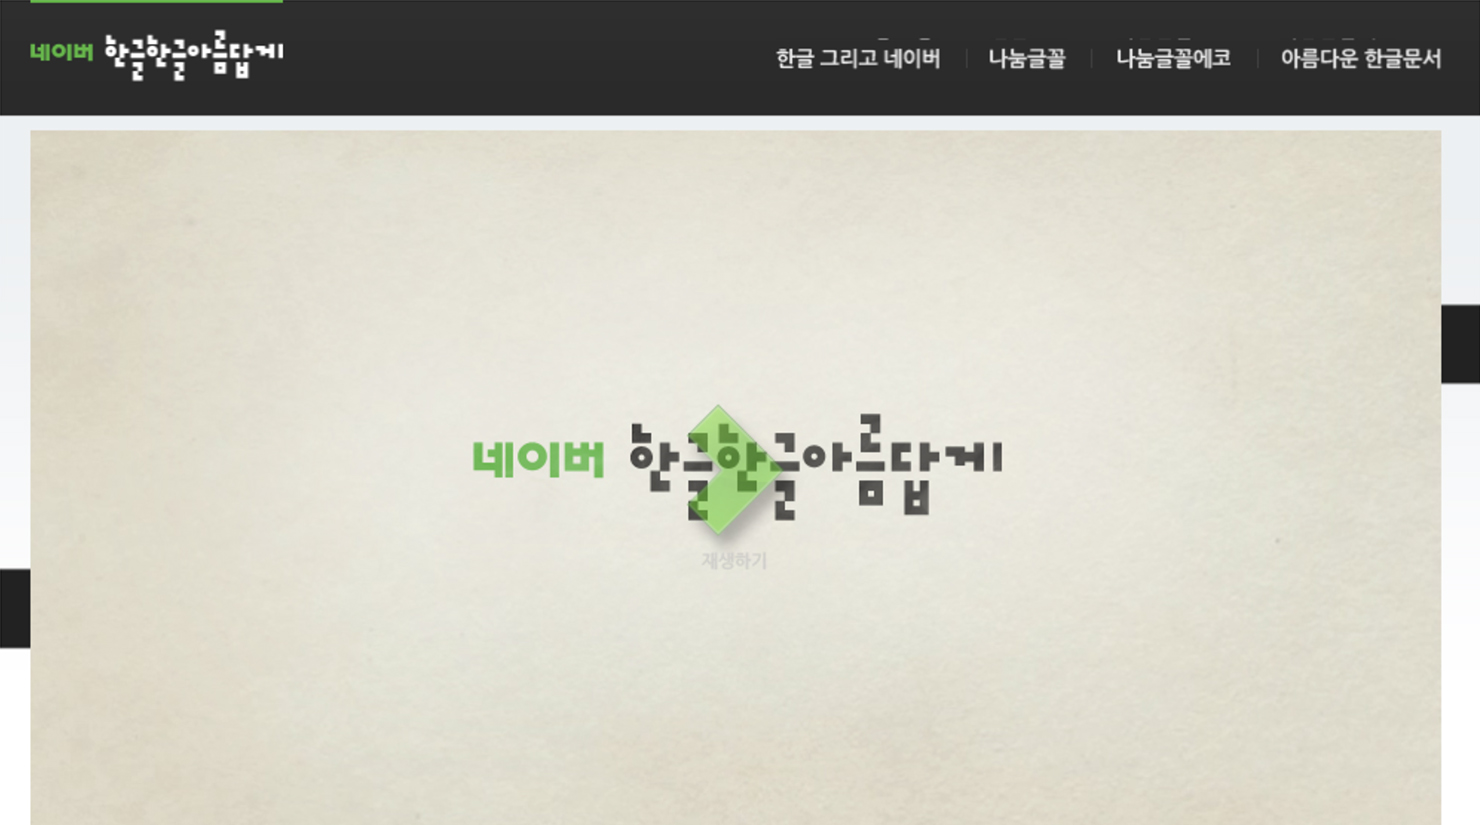 네이버 한글한글아름답게
한글 그리고 네이버
나눔글꼴
나눔글꼴에코
아름다운 한글문서
네이버 한글한글아름답게
재생하기